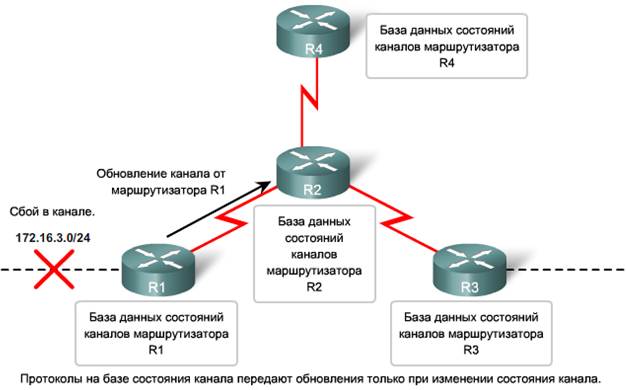 R4
База данных состояний
каналов маршрутизатора
R4
Обновление канала от
маршрутизатора R1
R2
Сбой в канале.
172.16.3.0/24
База данных
состояний
каналов
маршрутизатора
R2
R1
R3
База данных состояний
каналов маршрутизатора
R1
База данных состояний
каналов маршрутизатора
R3
Протоколы на базе состояния канала передают обновления только при изменении состояния канала.